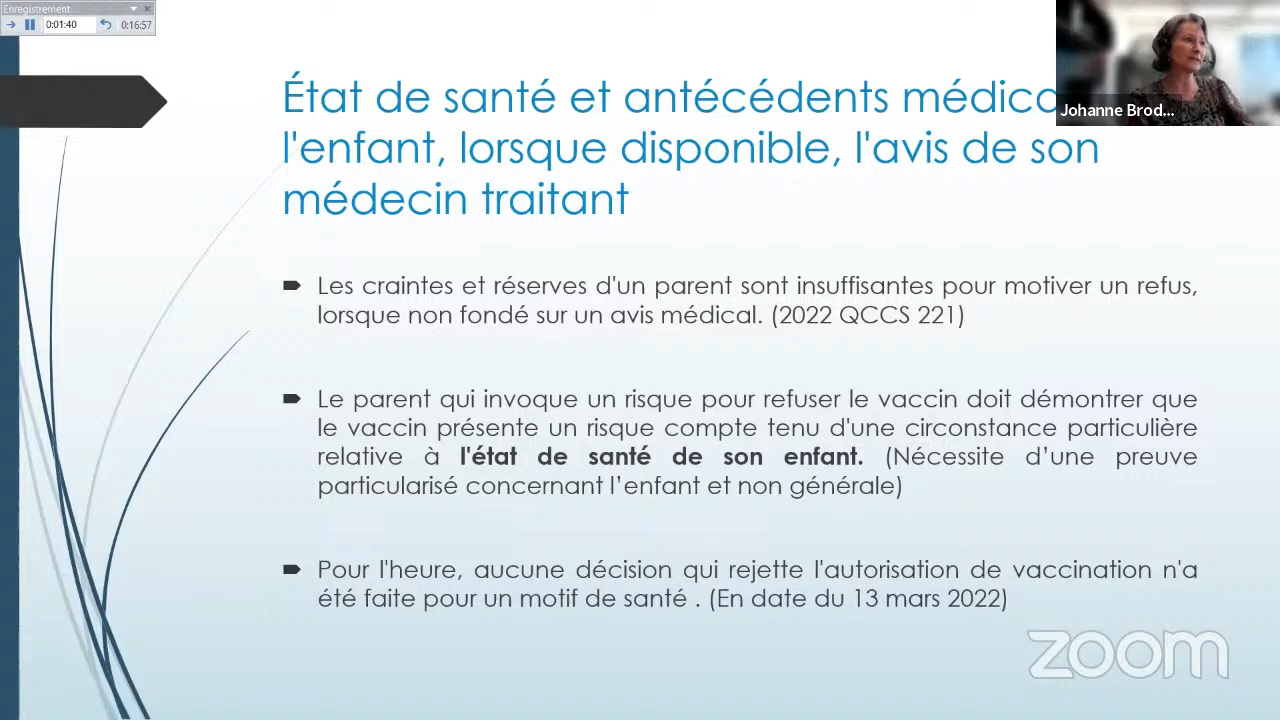 Enregistrement
0:01:40
0:16:57
Johanne Brod...
État de santé et antécédents
l'enfant, lorsque disponible, l'avis de son
médecin traitant
Les craintes et réserves d'un parent sont insuffisantes pour motiver un refus,
lorsque non fondé sur un avis médical. (2022 QCCS 221)
Le parent qui invoque un risque pour refuser le vaccin doit démontrer que
le vaccin présente un risque compte tenu d'une circonstance particulière
relative à l'état de santé de son enfant. (Nécessite d’une preuve
particularisé concernant l’enfant et non générale)
Pour l'heure, aucune décision qui rejette l'autorisation de vaccination n'a
été faite pour un motif de santé . (En date du 13 mars 2022)
zoom